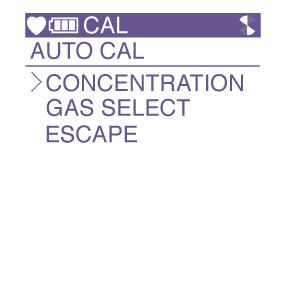 CAL
AUTO CAL
CONCENTRATION
GAS SELECT
ESCAPE